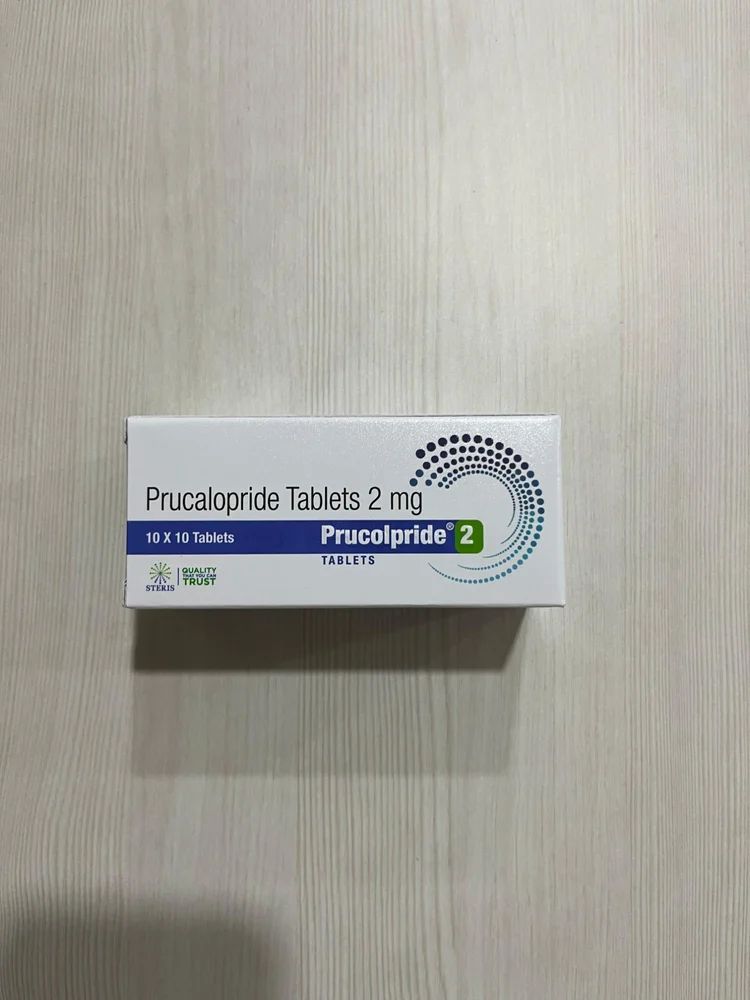 Prucalopride Tablets 2 mg
10 X 10 Tablets
Prucolpride® 2
TABLETS
STERIS
QUALITY
THAT YOU CAN
TRUST